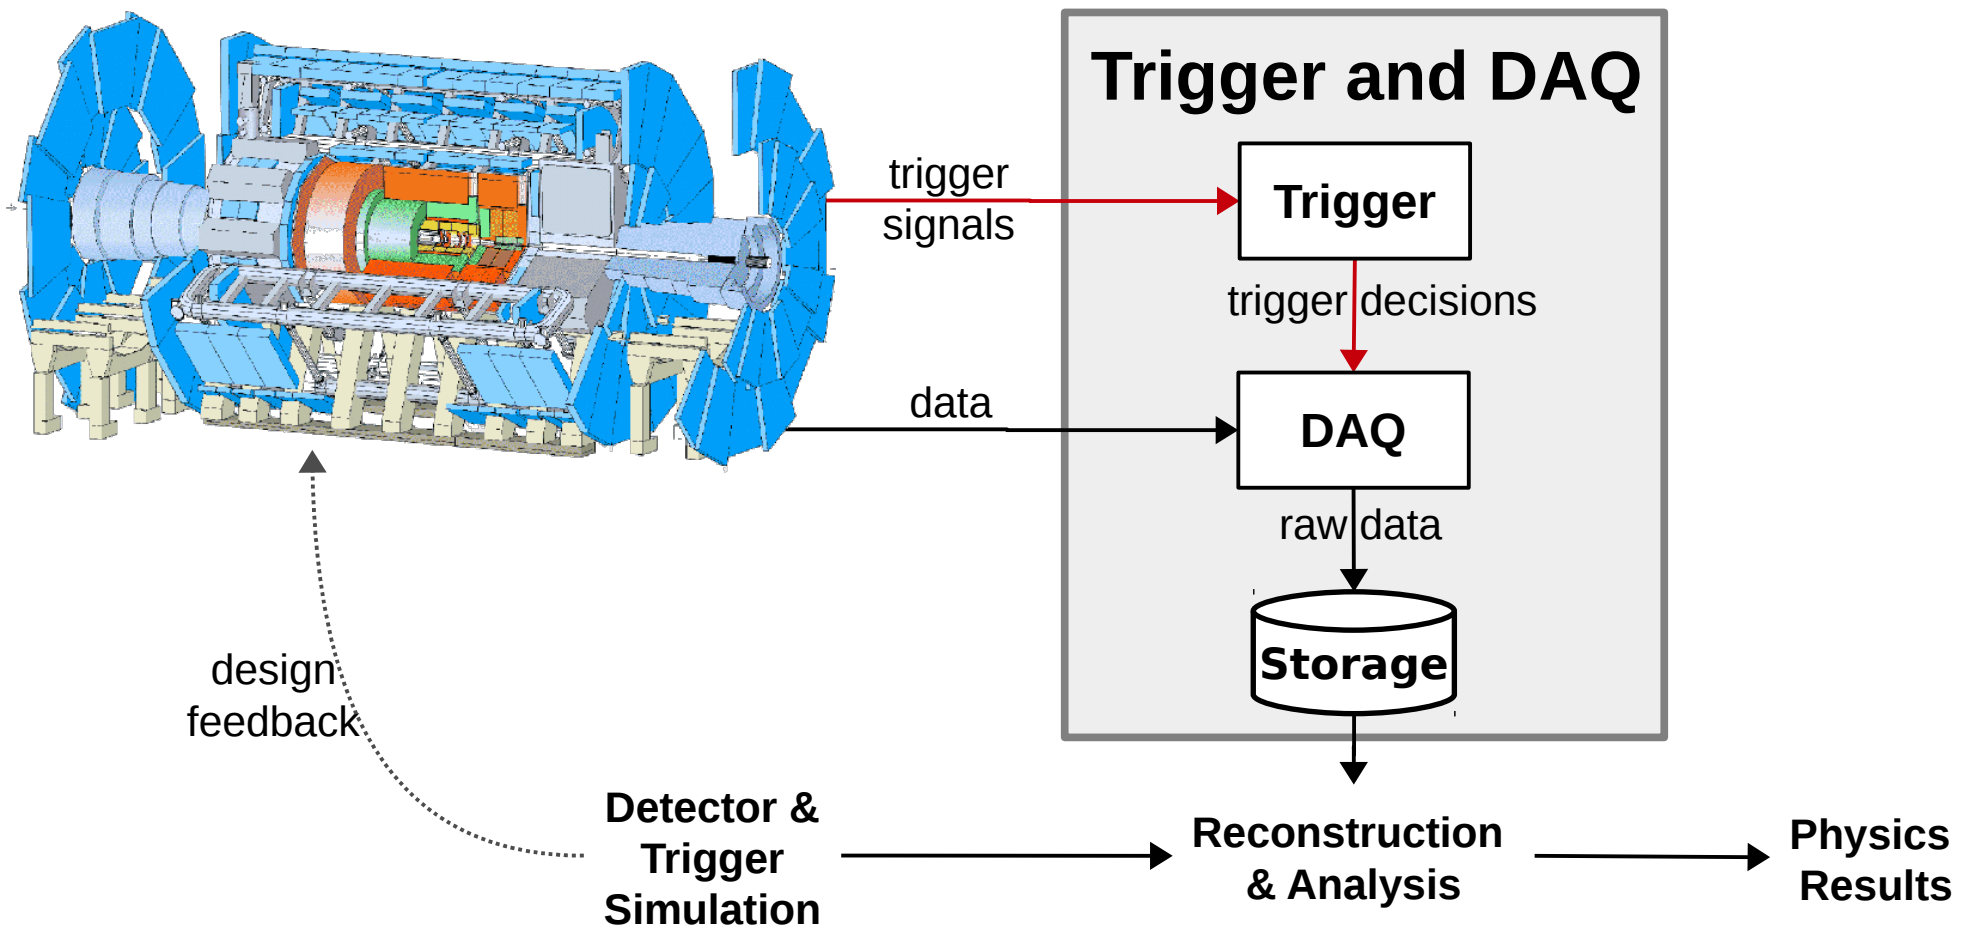 Trigger and DAQ
trigger
signals
Trigger
trigger decisions
data
DAQ
raw data
Storage
design
feedback
Detector &
Trigger
Simulation
Reconstruction
& Analysis
Physics
Results